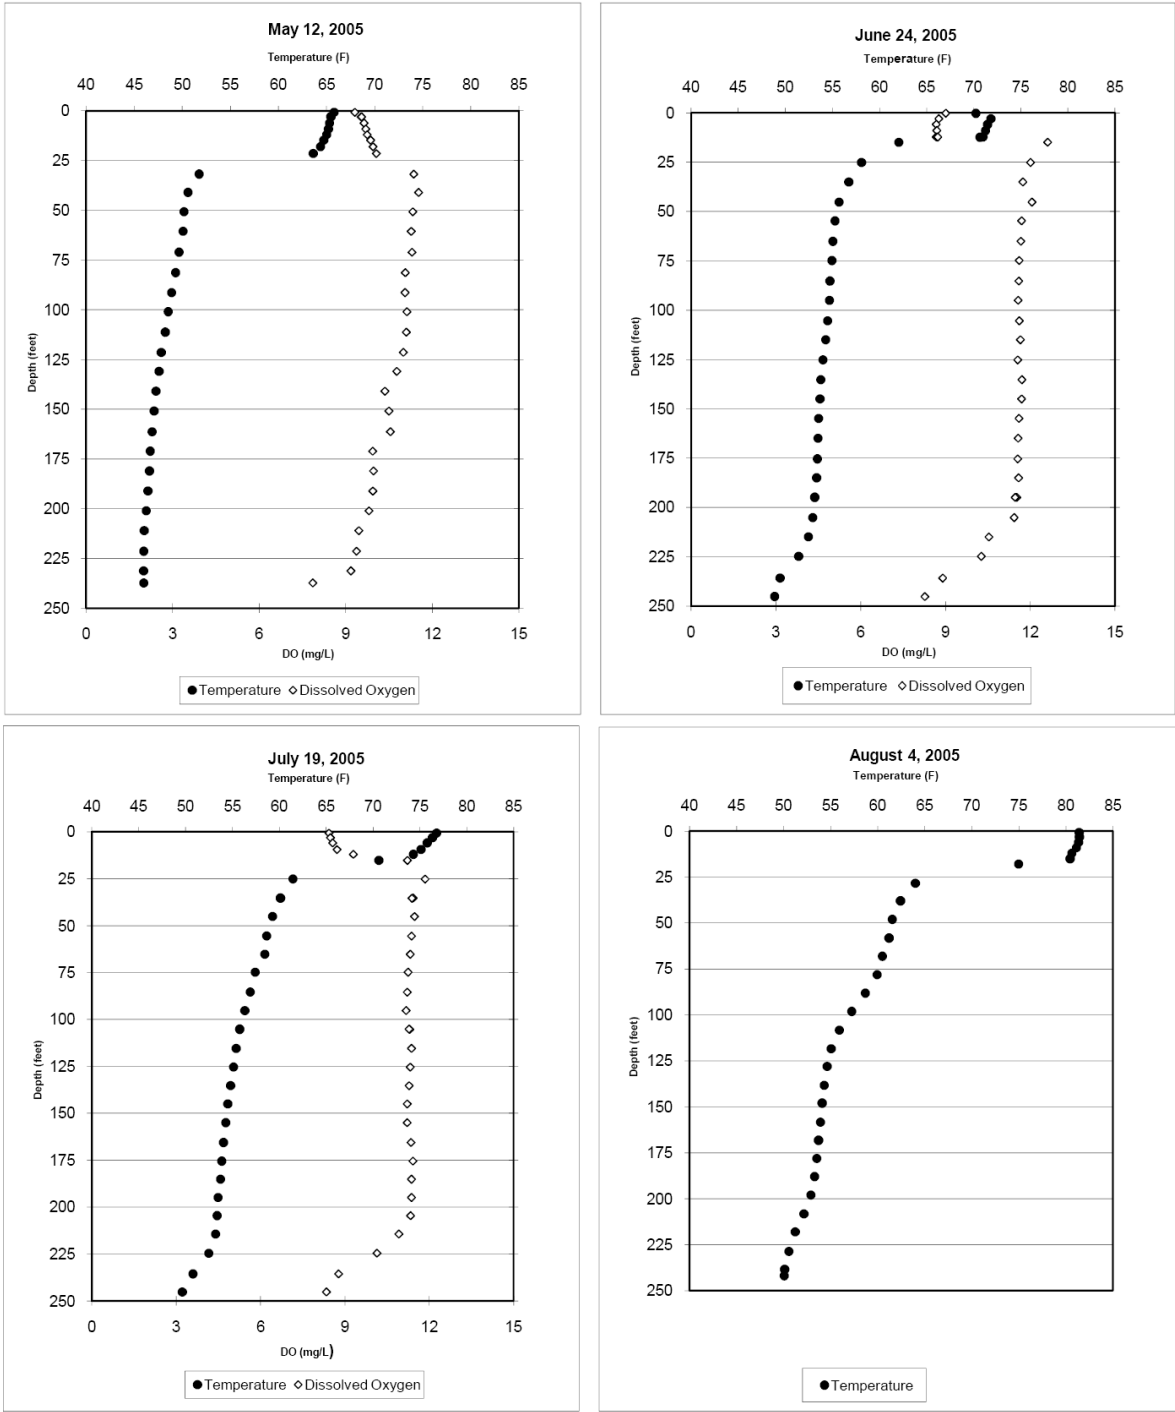 May 12, 2005
Temperature (F)
40 45 50 55 60 65 70 75 80 85
0
25
50
75
100
125
150
175
200
225
250
Depth (feet)
0 3 6 9 12 15
DO (mg/L)
Temperature Dissolved Oxygen
June 24, 2005
Temperature (F)
40 45 50 55 60 65 70 75 80 85
0
25
50
75
100
125
150
175
200
225
250
Depth (feet)
0 3 6 9 12 15
DO (mg/L)
Temperature Dissolved Oxygen
July 19, 2005
Temperature (F)
40 45 50 55 60 65 70 75 80 85
0
25
50
75
100
125
150
175
200
225
250
Depth (feet)
0 3 6 9 12 15
DO (mg/L)
Temperature Dissolved Oxygen
August 4, 2005
Temperature (F)
40 45 50 55 60 65 70 75 80 85
0
25
50
75
100
125
150
175
200
225
250
Depth (feet)
Temperature